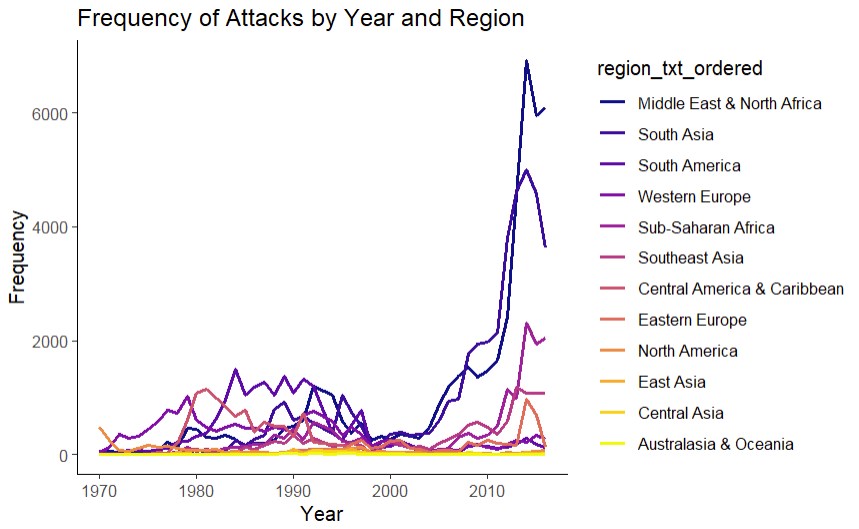 Frequency of Attacks by Year and Region
6000
4000
2000
0
Frequency
1970
1980
1990
2000
2010
Year
region_txt_ordered
Middle East & North Africa
South Asia
South America
Western Europe
Sub-Saharan Africa
Southeast Asia
Central America & Caribbean
Eastern Europe
North America
East Asia
Central Asia
Australasia & Oceania